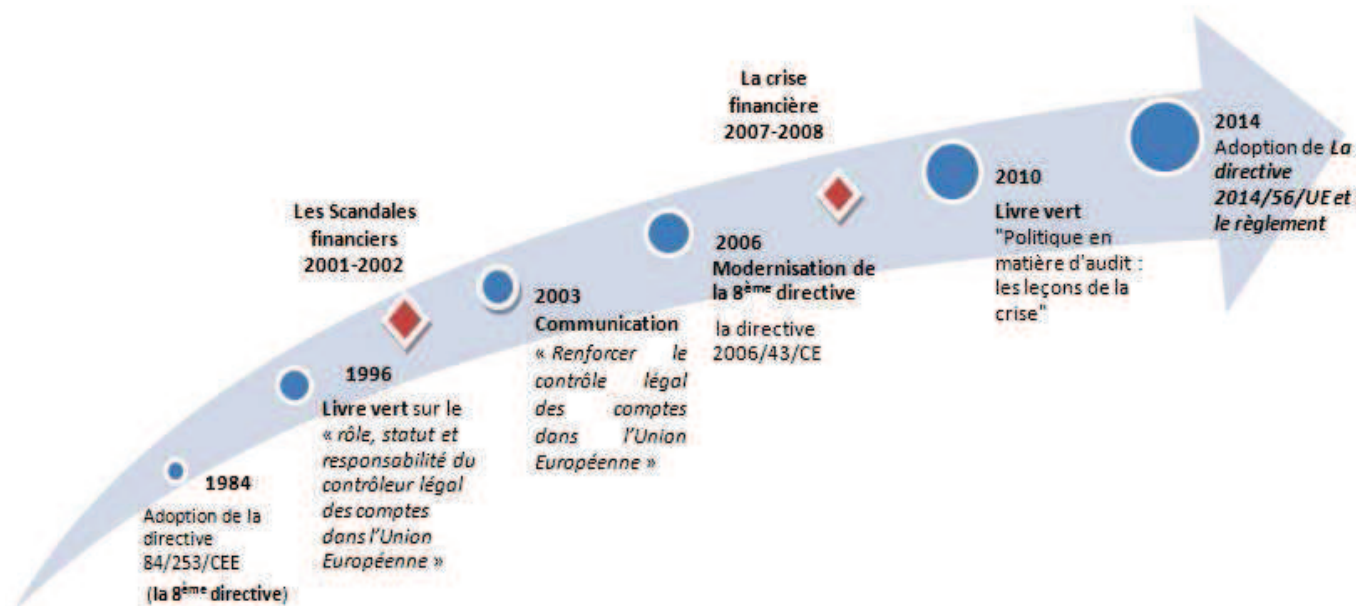 1984
Adoption de la
directive
84/253/CEE
(la 8ème directive)
1996
Livre vert sur le
« rôle, statut et
responsabilité du
contrôleur légal
des comptes
dans l'Union
Européenne »
Les Scandales
financiers
2001-2002
2003
Communication
« Renforcer le
contrôle légal
des comptes
dans l'Union
Européenne »
2006
Modernisation de
la 8ème directive
la directive
2006/43/CE
La crise
financière
2007-2008
2010
Livre vert
"Politique en
matière d'audit :
les leçons de la
crise"
2014
Adoption de La
directive
2014/56/UE et
le règlement